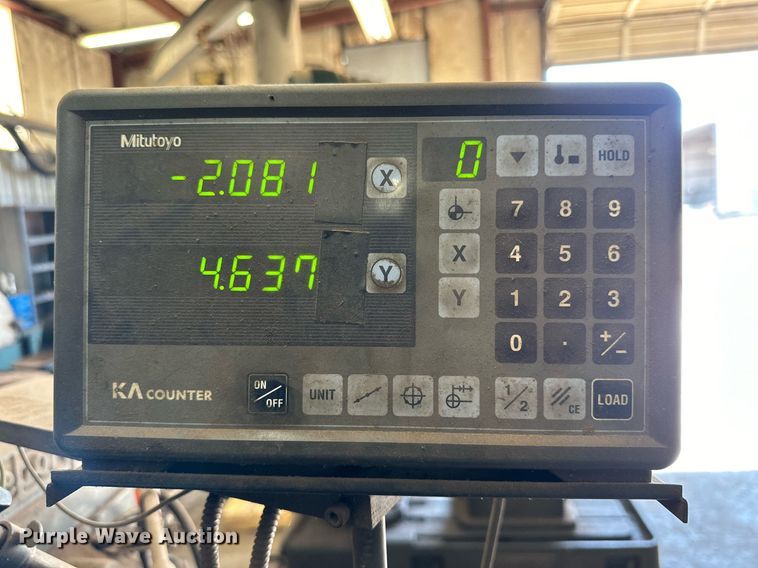 Mitutoyo
-2.081 X 0 HOLD
7 8 9
4.637 Y X 4 5 6
Y 1 2 3
0 . +/-
KA COUNTER ON/OFF UNIT 1/2 CE LOAD
Purple Wave Auction